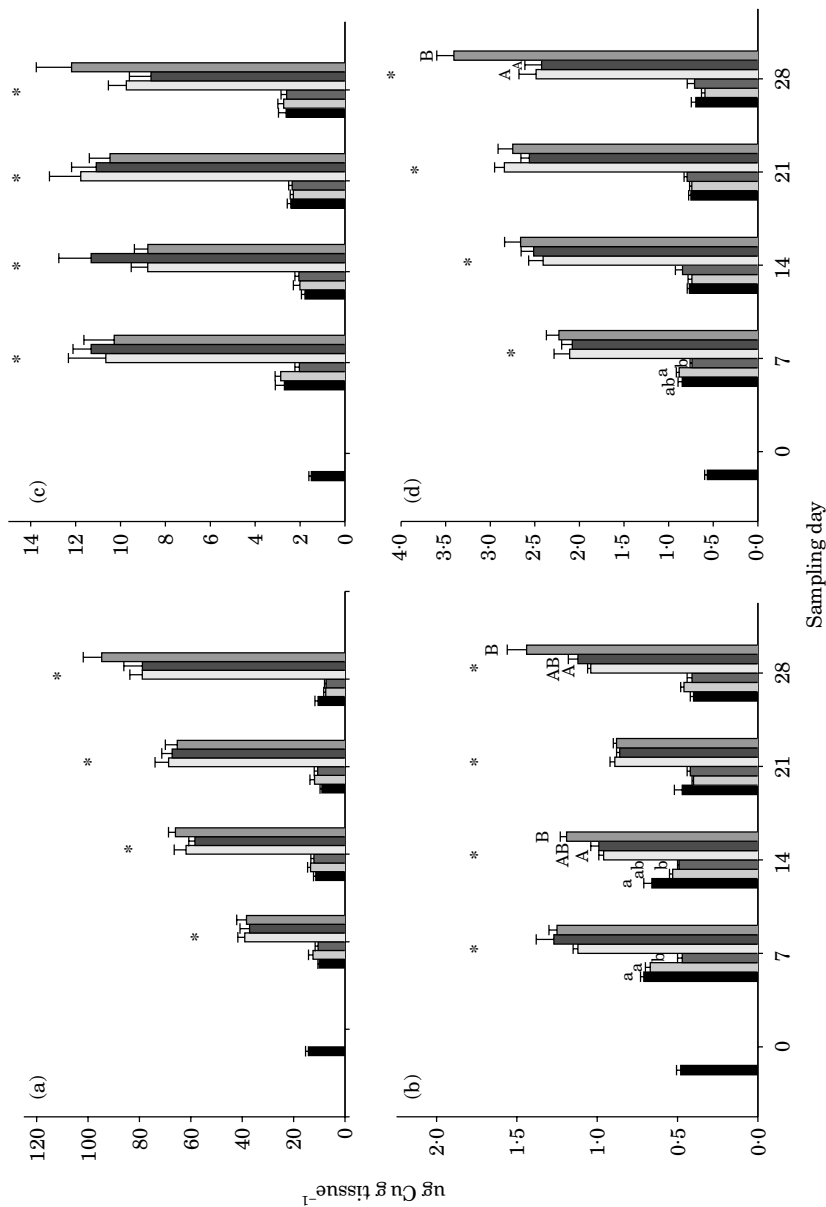 (a)
120
100
80
60
40
20
0
*
*
*
*
(c)
14
12
10
8
6
4
2
0
*
*
*
*
(b)
2·0
1·5
1·0
0·5
0·0
a
a
b
*
a
ab
b
A
AB
B
*
*
A
AB
B
*
0
7
14
21
28
(d)
4·0
3·5
3·0
2·5
2·0
1·5
1·0
0·5
0·0
ab
a
b
*
*
*
A
A
B
*
0
7
14
21
28
Sampling day
ug Cu g tissue⁻¹